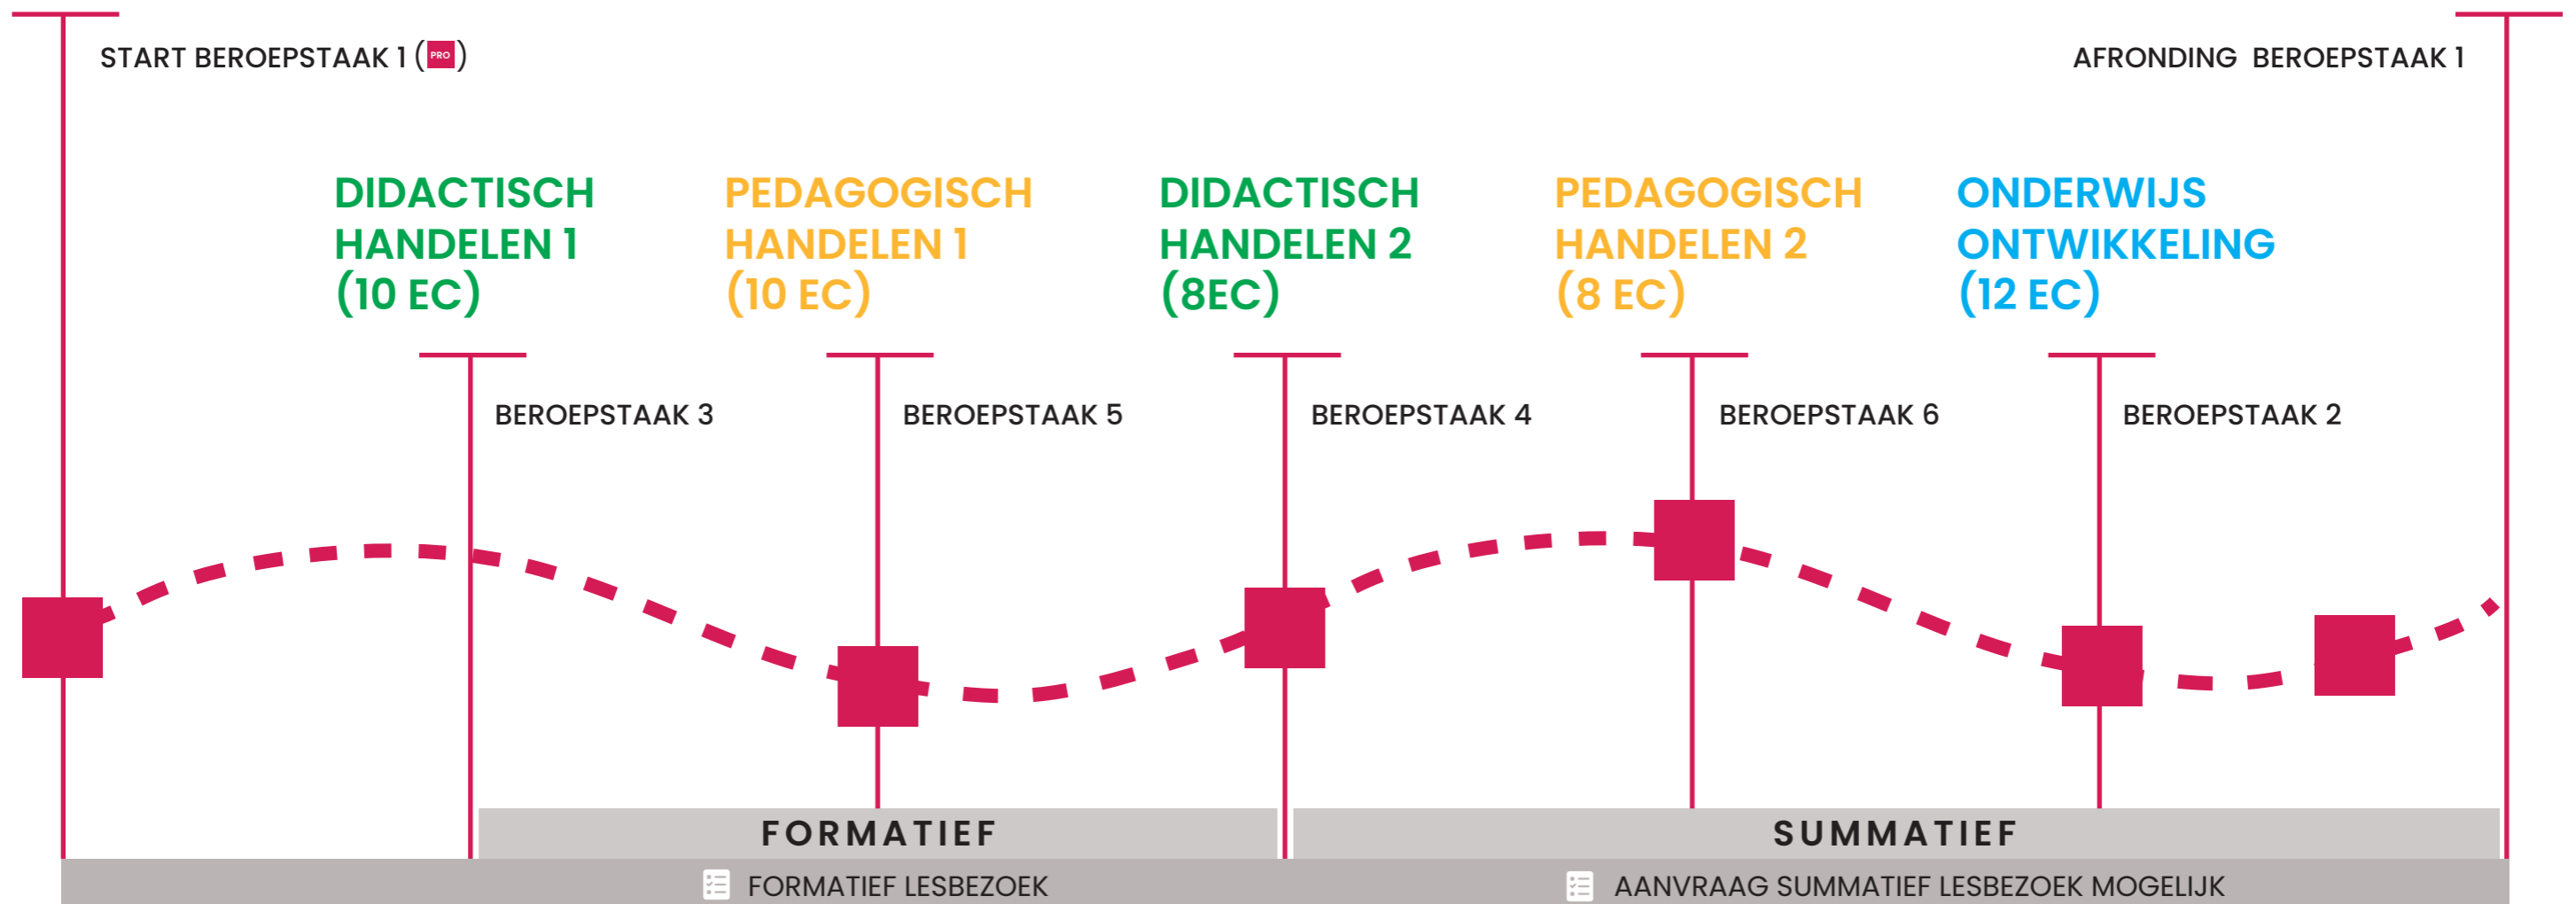 START BEROEPSTAAK 1 (PRO)
AFRONDING BEROEPSTAAK 1
DIDACTISCH
HANDELEN 1
(10 EC)
PEDAGOGISCH
HANDELEN 1
(10 EC)
DIDACTISCH
HANDELEN 2
(8EC)
PEDAGOGISCH
HANDELEN 2
(8 EC)
ONDERWIJS
ONTWIKKELING
(12 EC)
BEROEPSTAAK 3
BEROEPSTAAK 5
BEROEPSTAAK 4
BEROEPSTAAK 6
BEROEPSTAAK 2
FORMATIEF
SUMMATIEF
FORMATIEF LESBEZOEK
AANVRAAG SUMMATIEF LESBEZOEK MOGELIJK